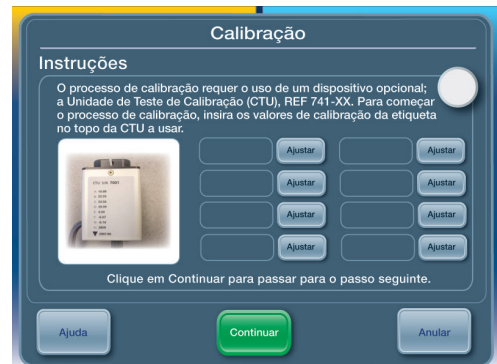 Calibração
Instruções
O processo de calibração requer o uso de um dispositivo opcional;
a Unidade de Teste de Calibração (CTU), REF 741-XX. Para começar
o processo de calibração, insira os valores de calibração da etiqueta
no topo da CTU a usar.
Ajustar Ajustar
Ajustar Ajustar
Ajustar Ajustar
Ajustar Ajustar
Clique em Continuar para passar para o passo seguinte.
Ajuda Continuar Anular